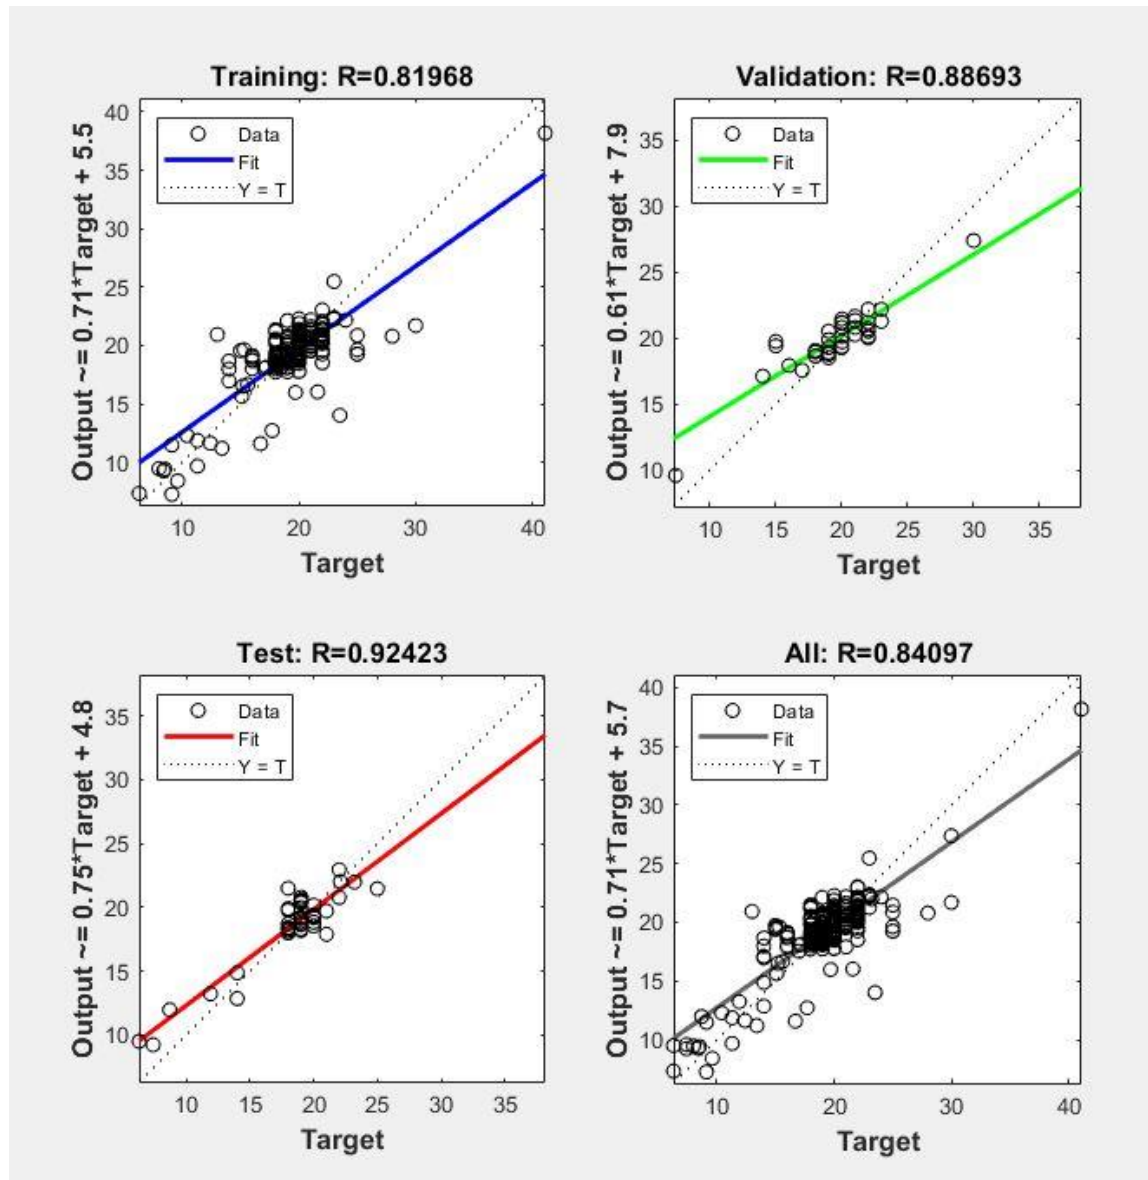 Training: R=0.81968
Output ~= 0.71*Target + 5.5
40
35
30
25
20
15
10
Data
Fit
Y = T
10 20 30 40
Target
Validation: R=0.88693
Output ~= 0.61*Target + 7.9
35
30
25
20
15
10
Data
Fit
Y = T
10 15 20 25 30 35
Target
Test: R=0.92423
Output ~= 0.75*Target + 4.8
35
30
25
20
15
10
Data
Fit
Y = T
10 15 20 25 30 35
Target
All: R=0.84097
Output ~= 0.71*Target + 5.7
40
35
30
25
20
15
10
Data
Fit
Y = T
10 20 30 40
Target